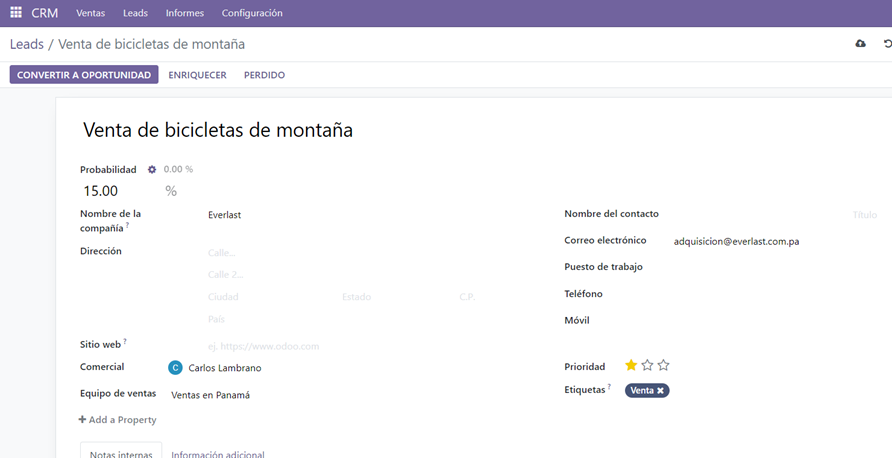 CRM Ventas Leads Informes Configuración
Leads / Venta de bicicletas de montaña
CONVERTIR A OPORTUNIDAD ENRIQUECER PERDIDO
Venta de bicicletas de montaña
Probabilidad 0.00 %
15.00 %
Nombre de la compañía ? Everlast
Dirección
Calle...
Calle 2...
Ciudad Estado C.P.
País
Sitio web ? ej. https://www.odoo.com
Comercial C Carlos Lambrano
Equipo de ventas Ventas en Panamá
+ Add a Property
Nombre del contacto Título
Correo electrónico adquisicion@everlast.com.pa
Puesto de trabajo
Teléfono
Móvil
Prioridad
Etiquetas ? Venta ✖
Notas internas Información adicional